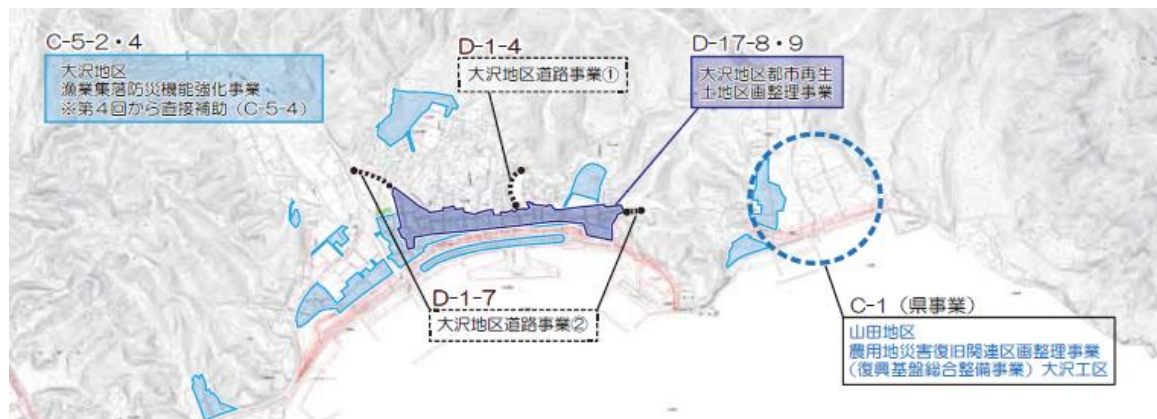 C-5-2・4
大沢地区
漁業集落防災機能強化事業
※第4回から直接補助(C-5-4)
D-1-4
大沢地区道路事業①
D-17-8・9
大沢地区都市再生
土地区画整理事業
D-1-7
大沢地区道路事業②
C-1(県事業)
山田地区
農用地災害復旧関連区画整理事業
(復興基盤総合整備事業)大沢工区